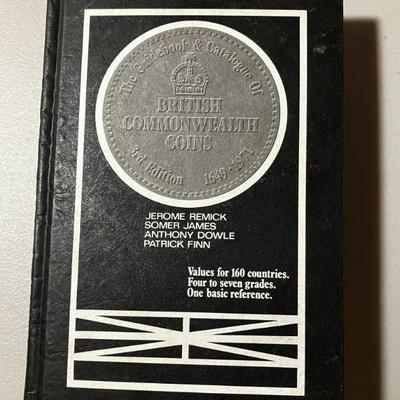 The Guidebook & Catalogue Of
BRITISH
COMMONWEALTH
COINS
3rd Edition 1649-1971
JEROME REMICK
SOMER JAMES
ANTHONY DOWLE
PATRICK FINN
Values for 160 countries.
Four to seven grades.
One basic reference.